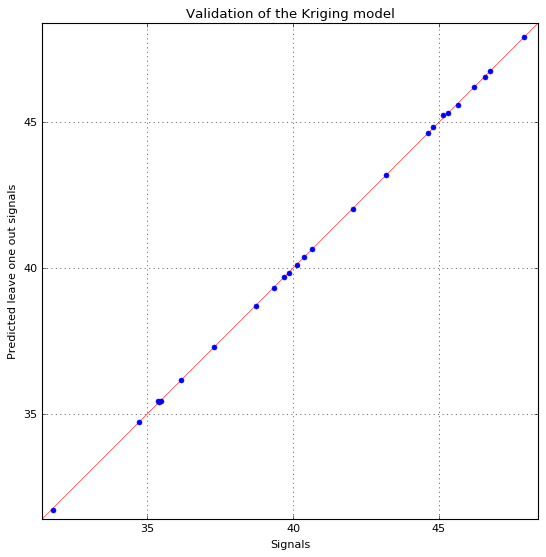 Validation of the Kriging model
45
40
35
Predicted leave one out signals
35
40
45
Signals